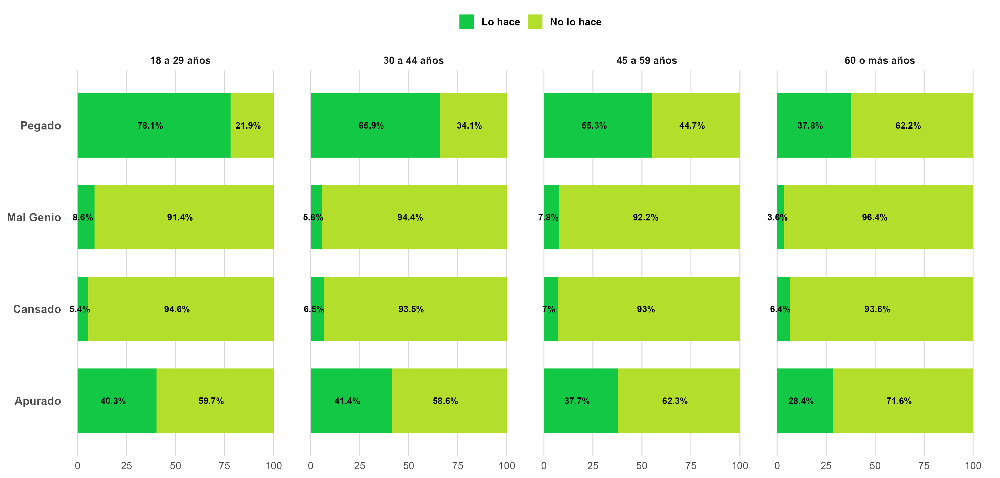 Lo hace No lo hace
18 a 29 años 30 a 44 años 45 a 59 años 60 o más años
Pegado 78.1% 21.9% 65.9% 34.1% 55.3% 44.7% 37.8% 62.2%
Mal Genio 8.6% 91.4% 5.6% 94.4% 7.8% 92.2% 3.6% 96.4%
Cansado 5.4% 94.6% 6.5% 93.5% 7% 93% 6.4% 93.6%
Apurado 40.3% 59.7% 41.4% 58.6% 37.7% 62.3% 28.4% 71.6%
0 25 50 75 100 0 25 50 75 100 0 25 50 75 100 0 25 50 75 100